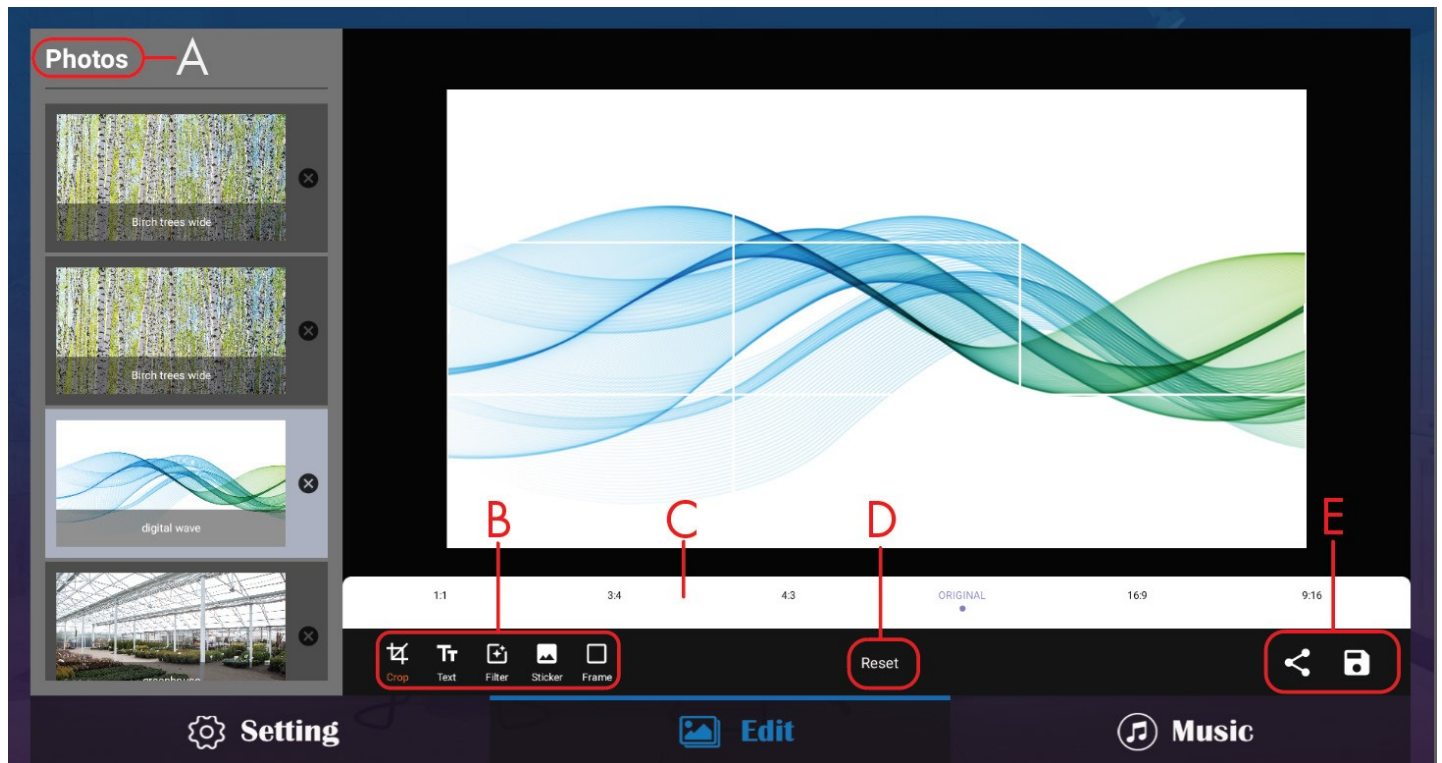 Photos A
Birch trees wide
Birch trees wide
digital wave
greenhouse
B C D E
1:1 3:4 4:3 ORIGINAL 16:9 9:16
Crop Text Filter Sticker Frame
Reset
Setting Edit Music